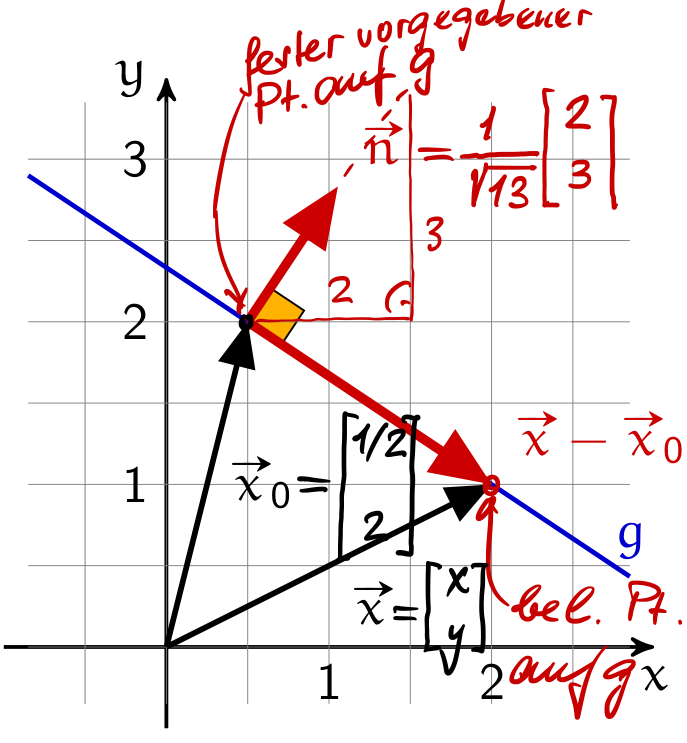 fester vorgegebener
Pt. auf g
y
n⃗ = 1/√13 [2 3]
3
3
2
2
x⃗ − x⃗₀
x⃗₀ = [1/2 2]
1
g
x⃗ = [x y]
bel. Pt.
auf g
1
2
x